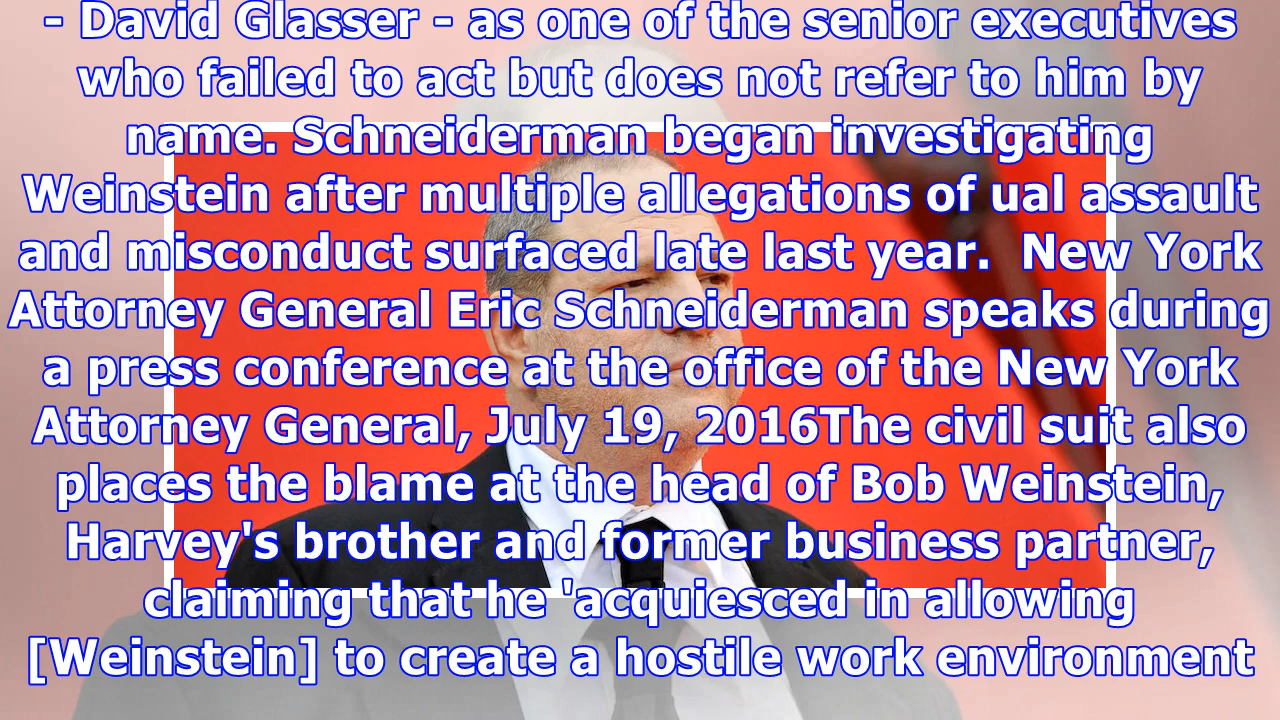 - David Glasser - as one of the senior executives
who failed to act but does not refer to him by
name. Schneiderman began investigating
Weinstein after multiple allegations of ual assault
and misconduct surfaced late last year.  New York
Attorney General Eric Schneiderman speaks during
a press conference at the office of the New York
Attorney General, July 19, 2016The civil suit also
places the blame at the head of Bob Weinstein,
Harvey's brother and former business partner,
claiming that he 'acquiesced in allowing
[Weinstein] to create a hostile work environment